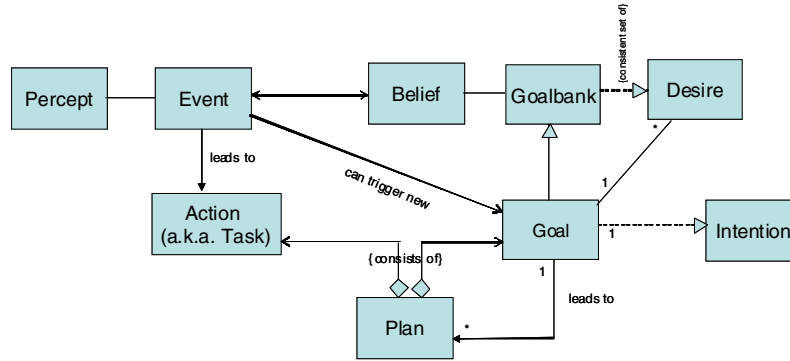 {consistent set of}
Percept
Event
Belief
Goalbank
Desire
*
leads to
can trigger new
1
Action
(a.k.a. Task)
Goal
1
Intention
{consists of}
1
leads to
*
Plan